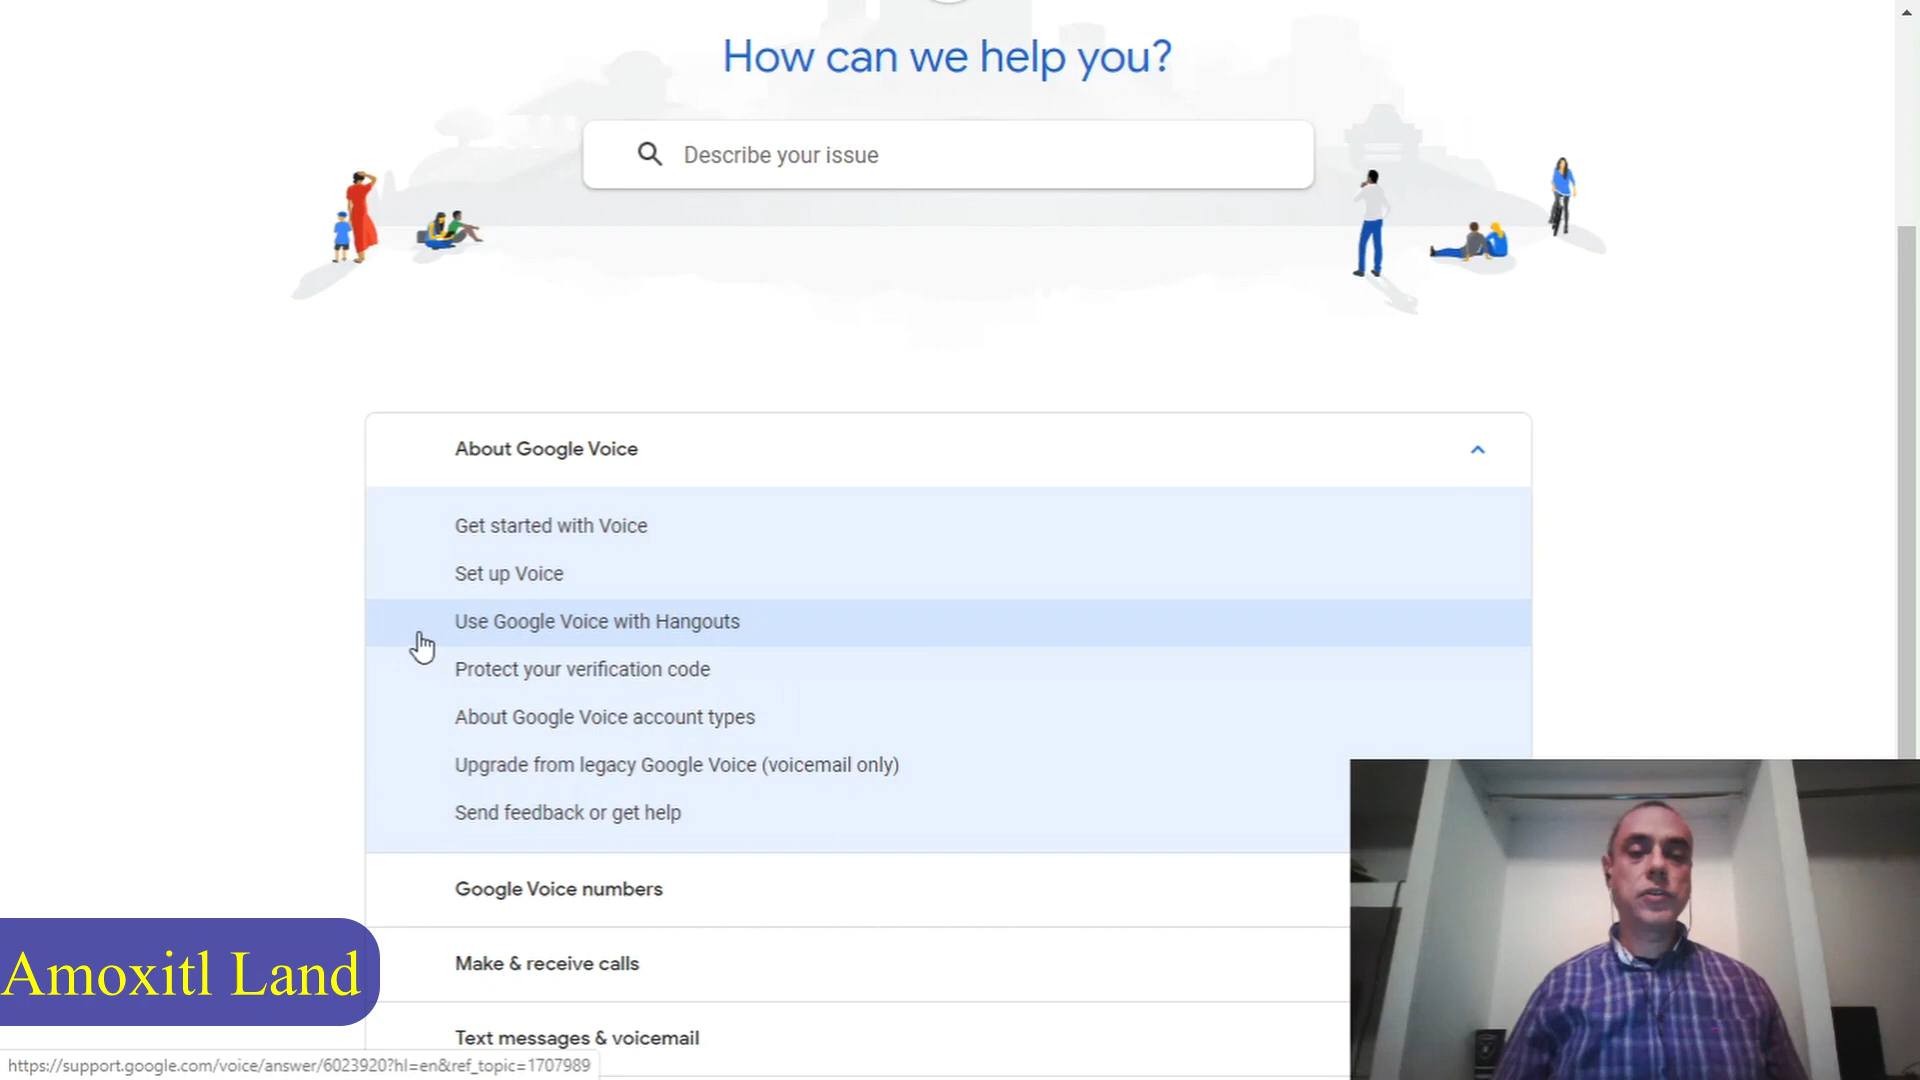 How can we help you?
Describe your issue
About Google Voice
Get started with Voice
Set up Voice
Use Google Voice with Hangouts
Protect your verification code
About Google Voice account types
Upgrade from legacy Google Voice (voicemail only)
Send feedback or get help
Google Voice numbers
Make & receive calls
Text messages & voicemail
Amoxitl Land
https://support.google.com/voice/answer/6023920?hl=en&ref_topic=1707989